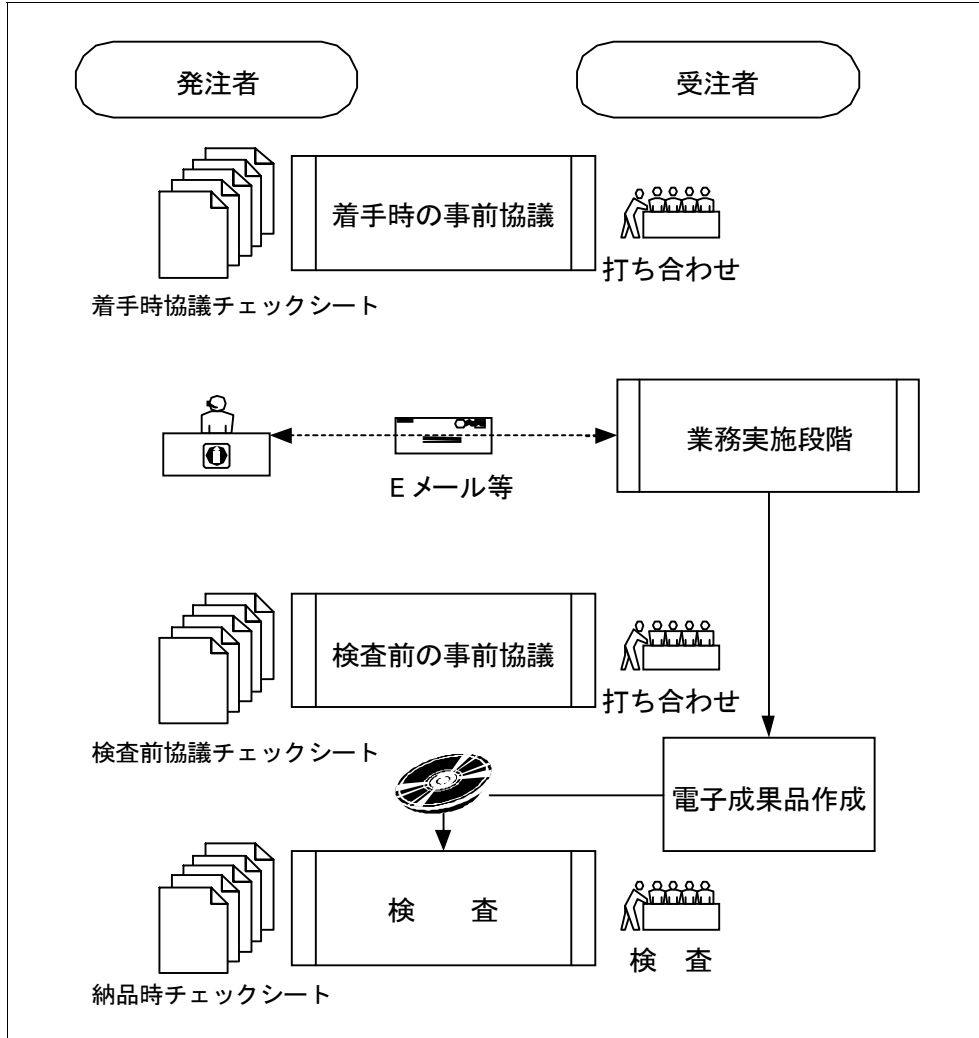 発注者
受注者
着手時の事前協議
打ち合わせ
着手時協議チェックシート
業務実施段階
Eメール等
検査前の事前協議
打ち合わせ
検査前協議チェックシート
電子成果品作成
検　査
検　査
納品時チェックシート